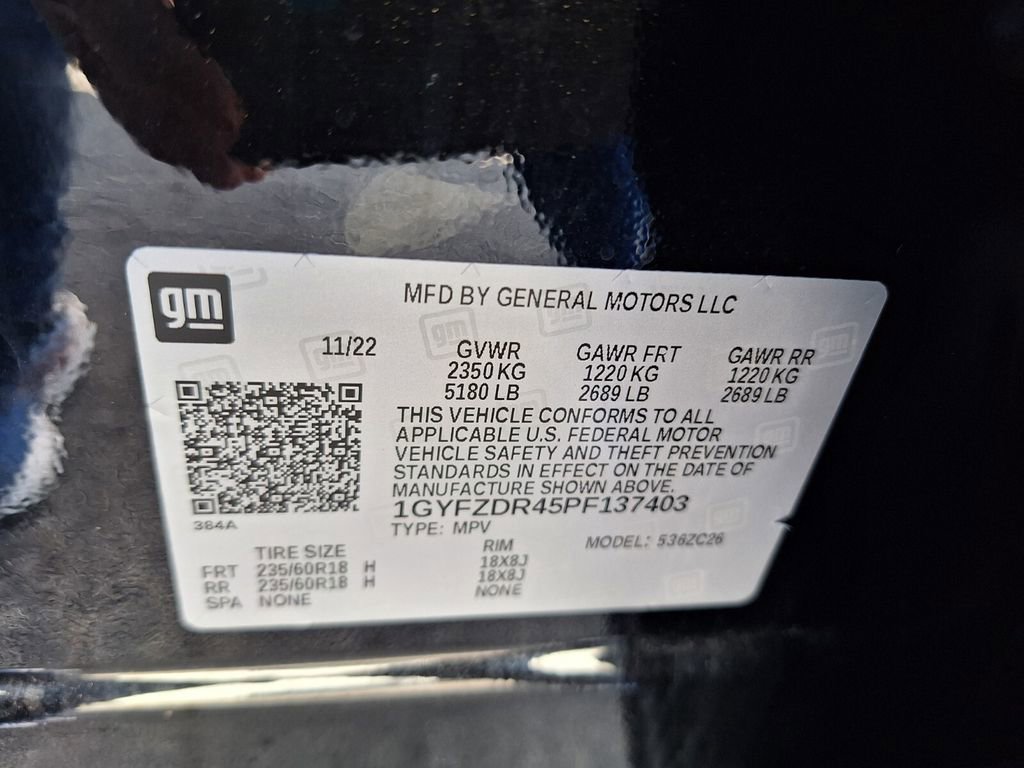 gm
MFD BY GENERAL MOTORS LLC
11/22
GVWR GAWR FRT GAWR RR
2350 KG 1220 KG 1220 KG
5180 LB 2689 LB 2689 LB
THIS VEHICLE CONFORMS TO ALL
APPLICABLE U.S. FEDERAL MOTOR
VEHICLE SAFETY AND THEFT PREVENTION
STANDARDS IN EFFECT ON THE DATE OF
MANUFACTURE SHOWN ABOVE.
1GYFZDR45PF137403
384A
TYPE: MPV MODEL: 536ZC26
TIRE SIZE RIM
FRT 235/60R18 H 18X8J
RR 235/60R18 H 18X8J
SPA NONE NONE